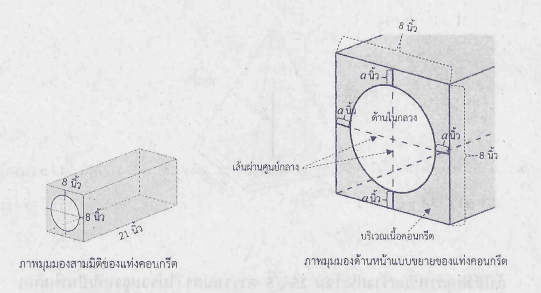 8 นิ้ว
a นิ้ว
a นิ้ว
ด้านในกลวง
a นิ้ว
8 นิ้ว
เส้นผ่านศูนย์กลาง
a นิ้ว
บริเวณเนื้อคอนกรีต
ภาพมุมมองด้านหน้าแบบขยายของแท่งคอนกรีต
8 นิ้ว
8 นิ้ว
21 นิ้ว
ภาพมุมมองสามมิติของแท่งคอนกรีต